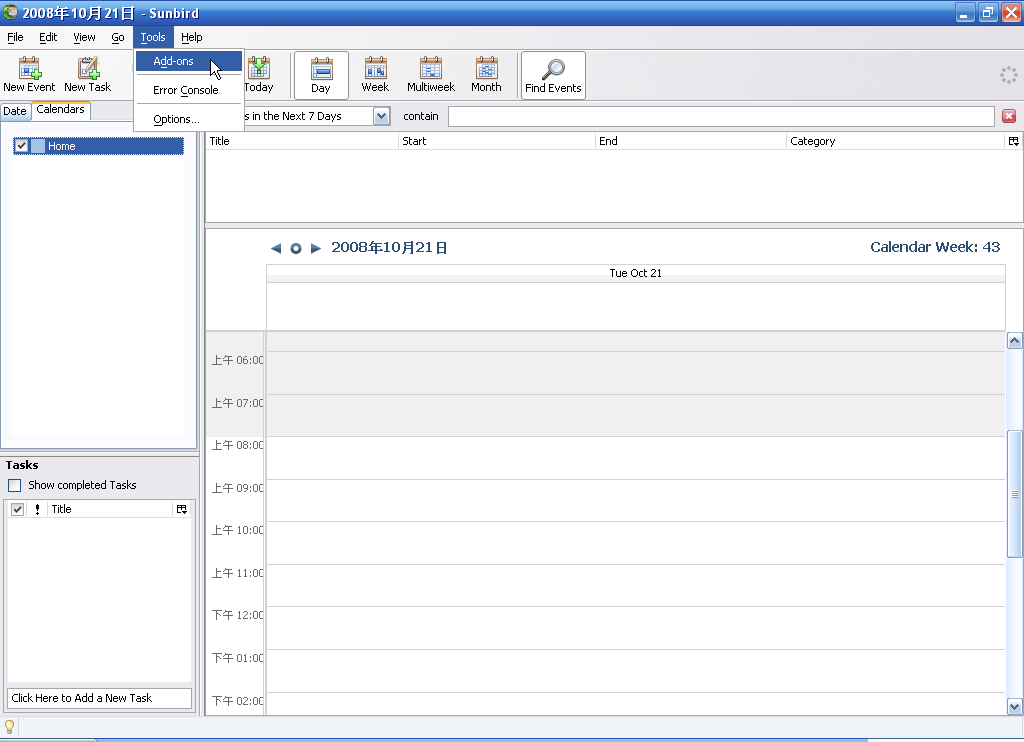 2008年10月21日 - Sunbird
File Edit View Go Tools Help
Add-ons
Error Console
Options...
New Event New Task Today Day Week Multiweek Month Find Events
Date Calendars
s in the Next 7 Days contain
Home
Title Start End Category
2008年10月21日 Calendar Week: 43
Tue Oct 21
上午 06:00
上午 07:00
上午 08:00
上午 09:00
上午 10:00
上午 11:00
下午 12:00
下午 01:00
下午 02:00
Tasks
Show completed Tasks
! Title
Click Here to Add a New Task